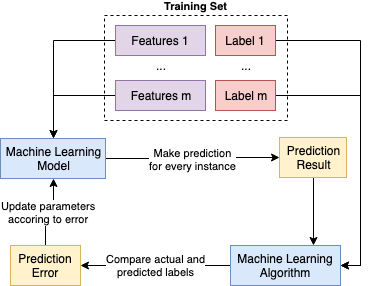 Training Set
Features 1
Label 1
...
...
Features m
Label m
Machine Learning
Model
Make prediction
for every instance
Prediction
Result
Update parameters
accoring to error
Prediction
Error
Compare actual and
predicted labels
Machine Learning
Algorithm